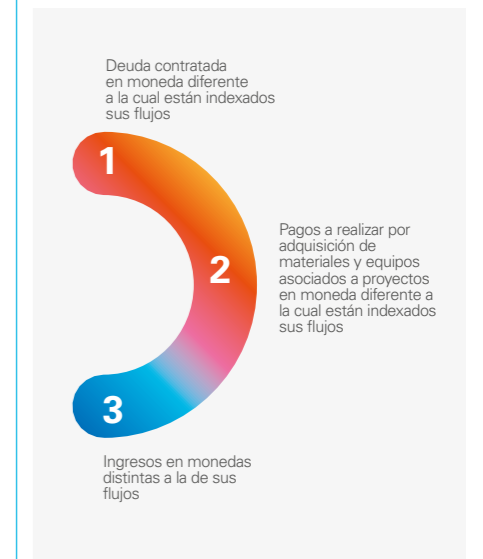 Deuda contratada
en moneda diferente
a la cual están indexados
sus flujos
1
2
Pagos a realizar por
adquisición de
materiales y equipos
asociados a proyectos
en moneda diferente a
la cual están indexados
sus flujos
3
Ingresos en monedas
distintas a la de sus
flujos